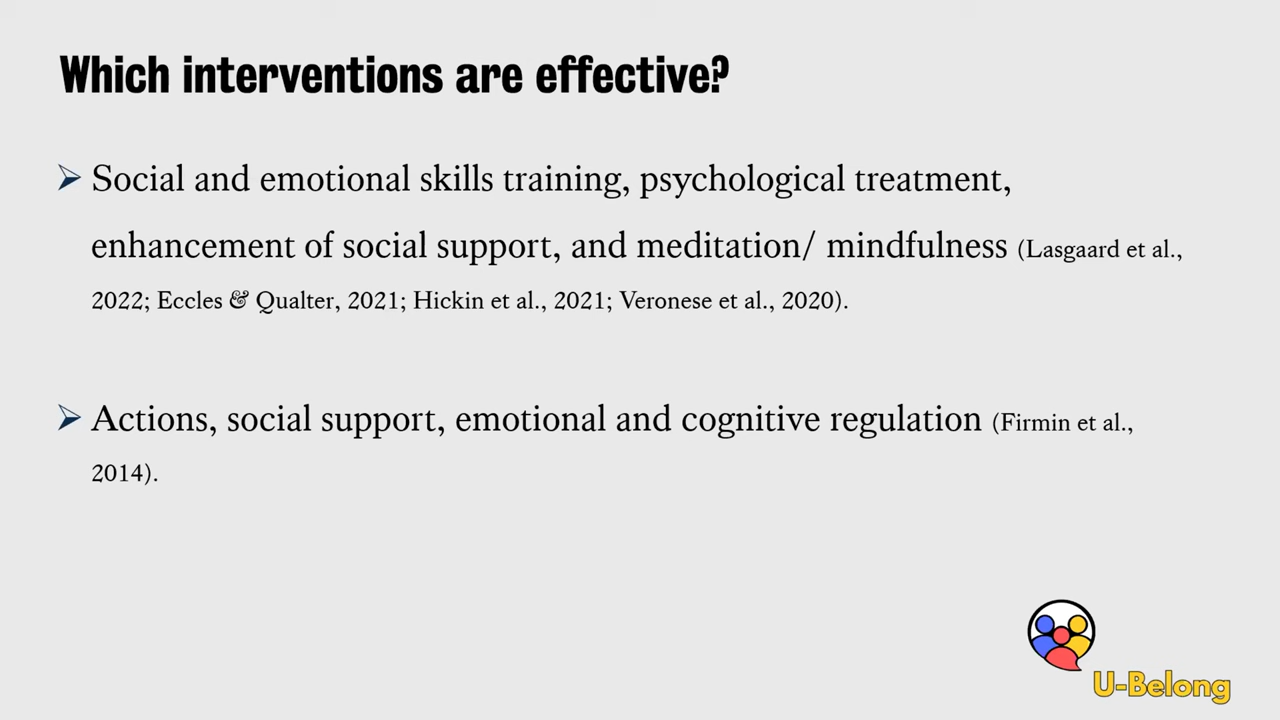 Which interventions are effective?
➢ Social and emotional skills training, psychological treatment,
enhancement of social support, and meditation/ mindfulness (Lasgaard et al.,
2022; Eccles & Qualter, 2021; Hickin et al., 2021; Veronese et al., 2020).
➢ Actions, social support, emotional and cognitive regulation (Firmin et al.,
2014).
U-Belong